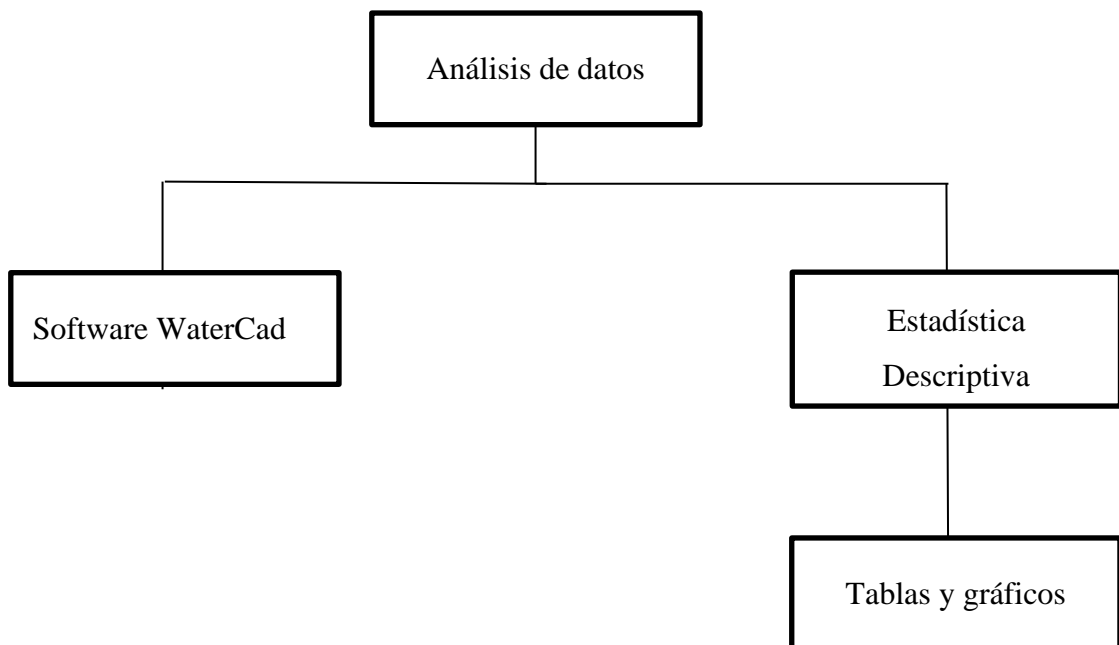 Análisis de datos
Software WaterCad
Estadística
Descriptiva
Tablas y gráficos